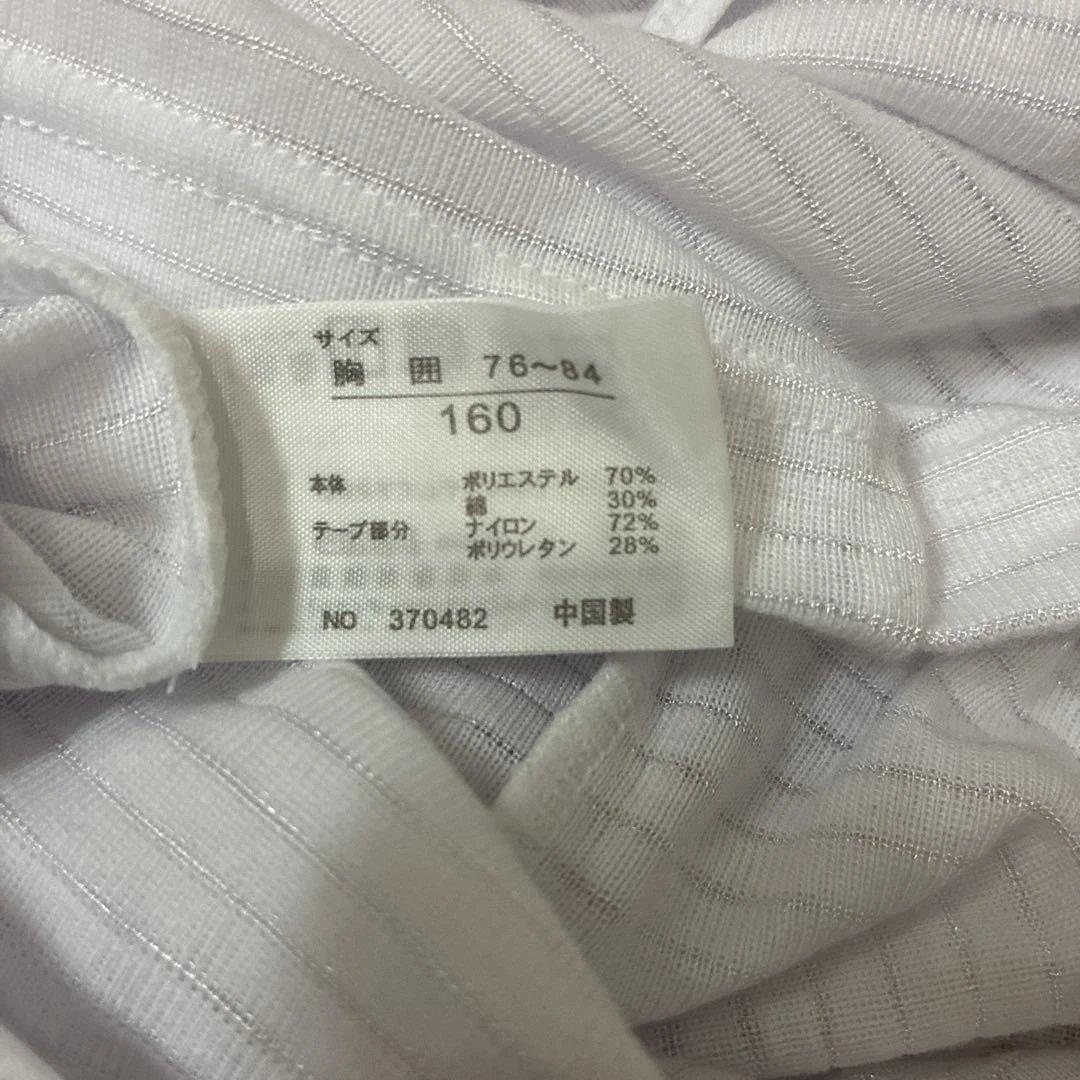 サイズ
胸 囲 76〜84
160
本体 ポリエステル 70%
綿 30%
テープ部分 ナイロン 72%
ポリウレタン 28%
NO 370482 中国製